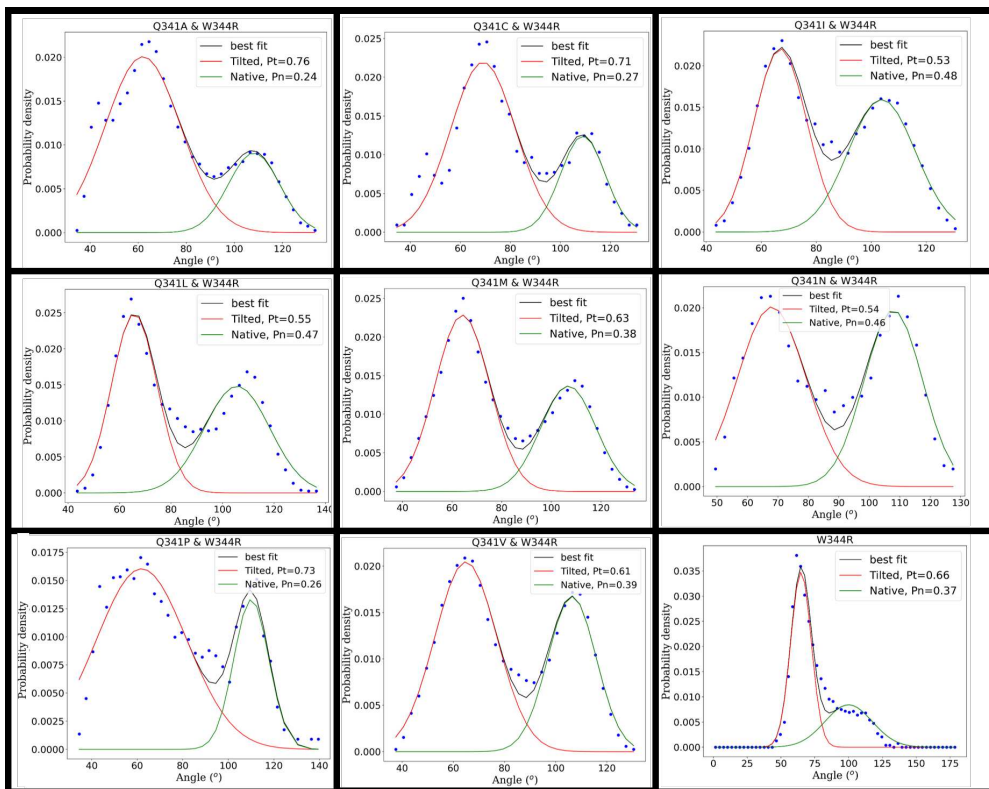 Q341A & W344R
best fit
Tilted, Pt=0.76
Native, Pn=0.24
Probability density
0.020
0.015
0.010
0.005
0.000
40 60 80 100 120
Angle (o)
Q341C & W344R
best fit
Tilted, Pt=0.71
Native, Pn=0.27
Probability density
0.025
0.020
0.015
0.010
0.005
0.000
40 60 80 100 120
Angle (o)
Q341I & W344R
best fit
Tilted, Pt=0.53
Native, Pn=0.48
Probability density
0.020
0.015
0.010
0.005
0.000
60 80 100 120
Angle (o)
Q341L & W344R
best fit
Tilted, Pt=0.55
Native, Pn=0.47
Probability density
0.025
0.020
0.015
0.010
0.005
0.000
40 60 80 100 120 140
Angle (o)
Q341M & W344R
best fit
Tilted, Pt=0.63
Native, Pn=0.38
Probability density
0.025
0.020
0.015
0.010
0.005
0.000
40 60 80 100 120
Angle (o)
Q341N & W344R
best fit
Tilted, Pt=0.54
Native, Pn=0.46
Probability density
0.020
0.015
0.010
0.005
0.000
50 60 70 80 90 100 110 120 130
Angle (o)
Q341P & W344R
best fit
Tilted, Pt=0.73
Native, Pn=0.26
Probability density
0.0175
0.0150
0.0125
0.0100
0.0075
0.0050
0.0025
0.0000
40 60 80 100 120 140
Angle (o)
Q341V & W344R
best fit
Tilted, Pt=0.61
Native, Pn=0.39
Probability density
0.020
0.015
0.010
0.005
0.000
40 60 80 100 120
Angle (o)
W344R
best fit
Tilted, Pt=0.66
Native, Pn=0.37
Probability density
0.035
0.030
0.025
0.020
0.015
0.010
0.005
0.000
0 25 50 75 100 125 150 175
Angle (o)